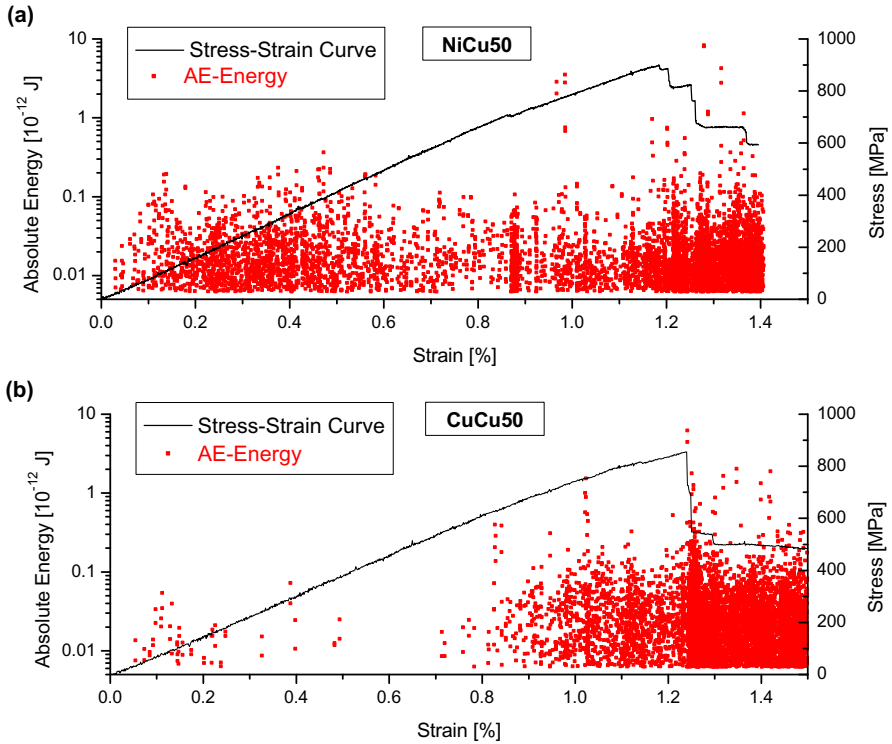 (a)
NiCu50
Stress-Strain Curve
AE-Energy
Absolute Energy [10⁻¹² J]
10
1
0.1
0.01
Stress [MPa]
1000
800
600
400
200
0
0.0 0.2 0.4 0.6 0.8 1.0 1.2 1.4
Strain [%]
(b)
CuCu50
Stress-Strain Curve
AE-Energy
Absolute Energy [10⁻¹² J]
10
1
0.1
0.01
Stress [MPa]
1000
800
600
400
200
0
0.0 0.2 0.4 0.6 0.8 1.0 1.2 1.4
Strain [%]